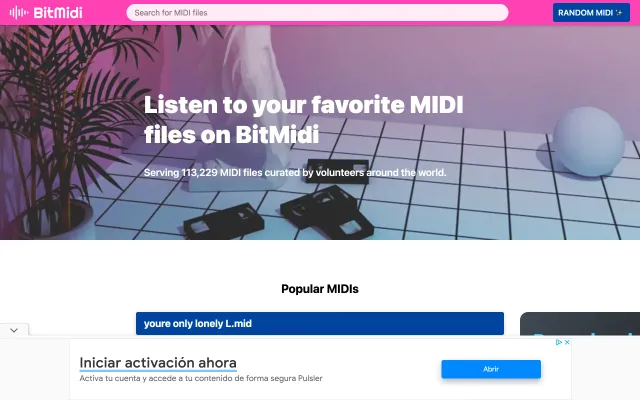 BitMidi
Search for MIDI files
RANDOM MIDI ✨
Listen to your favorite MIDI
files on BitMidi
Serving 113,229 MIDI files curated by volunteers around the world.
Popular MIDIs
youre only lonely L.mid
Iniciar activación ahora
Activa tu cuenta y accede a tu contenido de forma segura Pulsler
Abrir